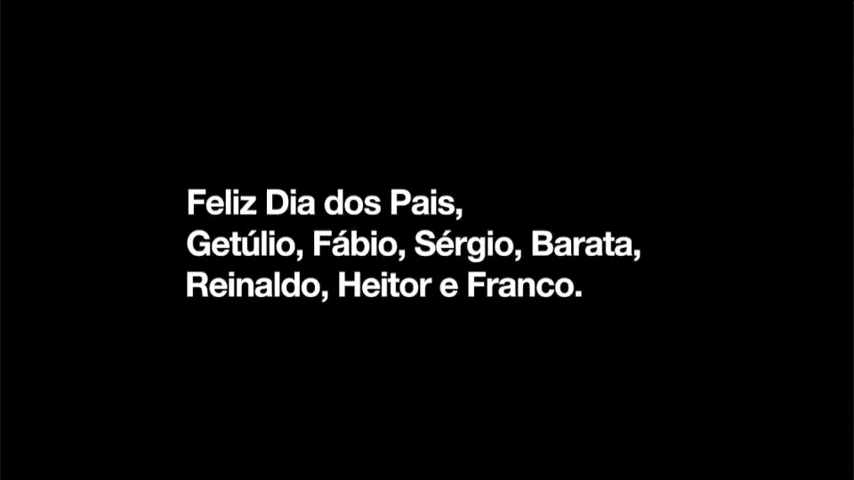 Feliz Dia dos Pais,
Getúlio, Fábio, Sérgio, Barata,
Reinaldo, Heitor e Franco.